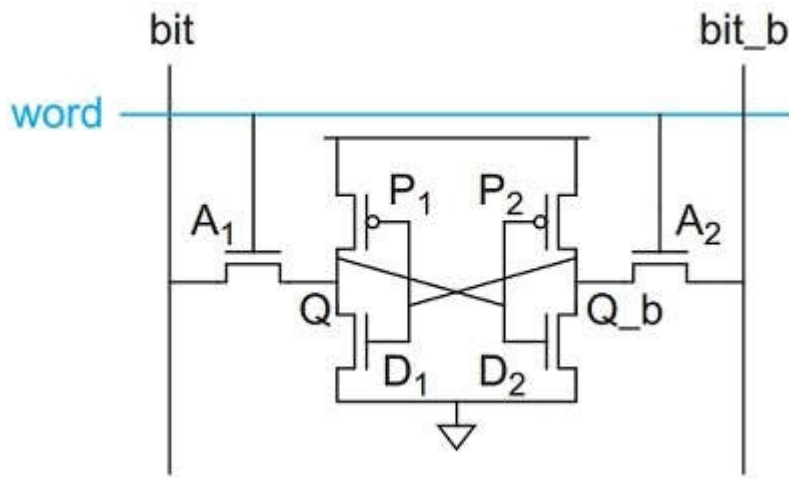 bit bit_b
word
P₁ P₂
A₁ A₂
Q Q_b
D₁ D₂